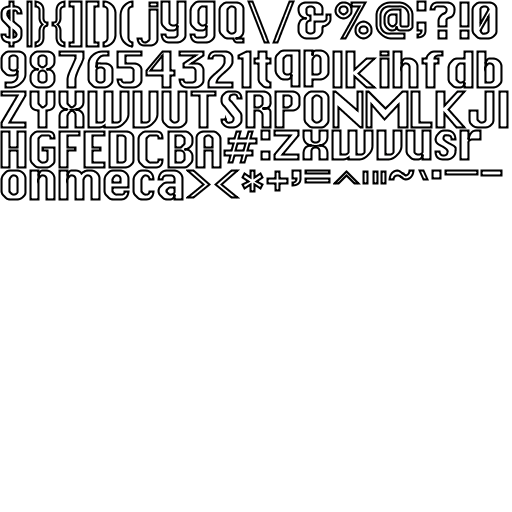 $|}{][)(jygQ\/&%@;?!0
987654321tqplkihfdb
ZYXWVUTSRPONMLKJI
HGFEDCBA#:zxwvusr
onmeca><*+,=^'"~`._-